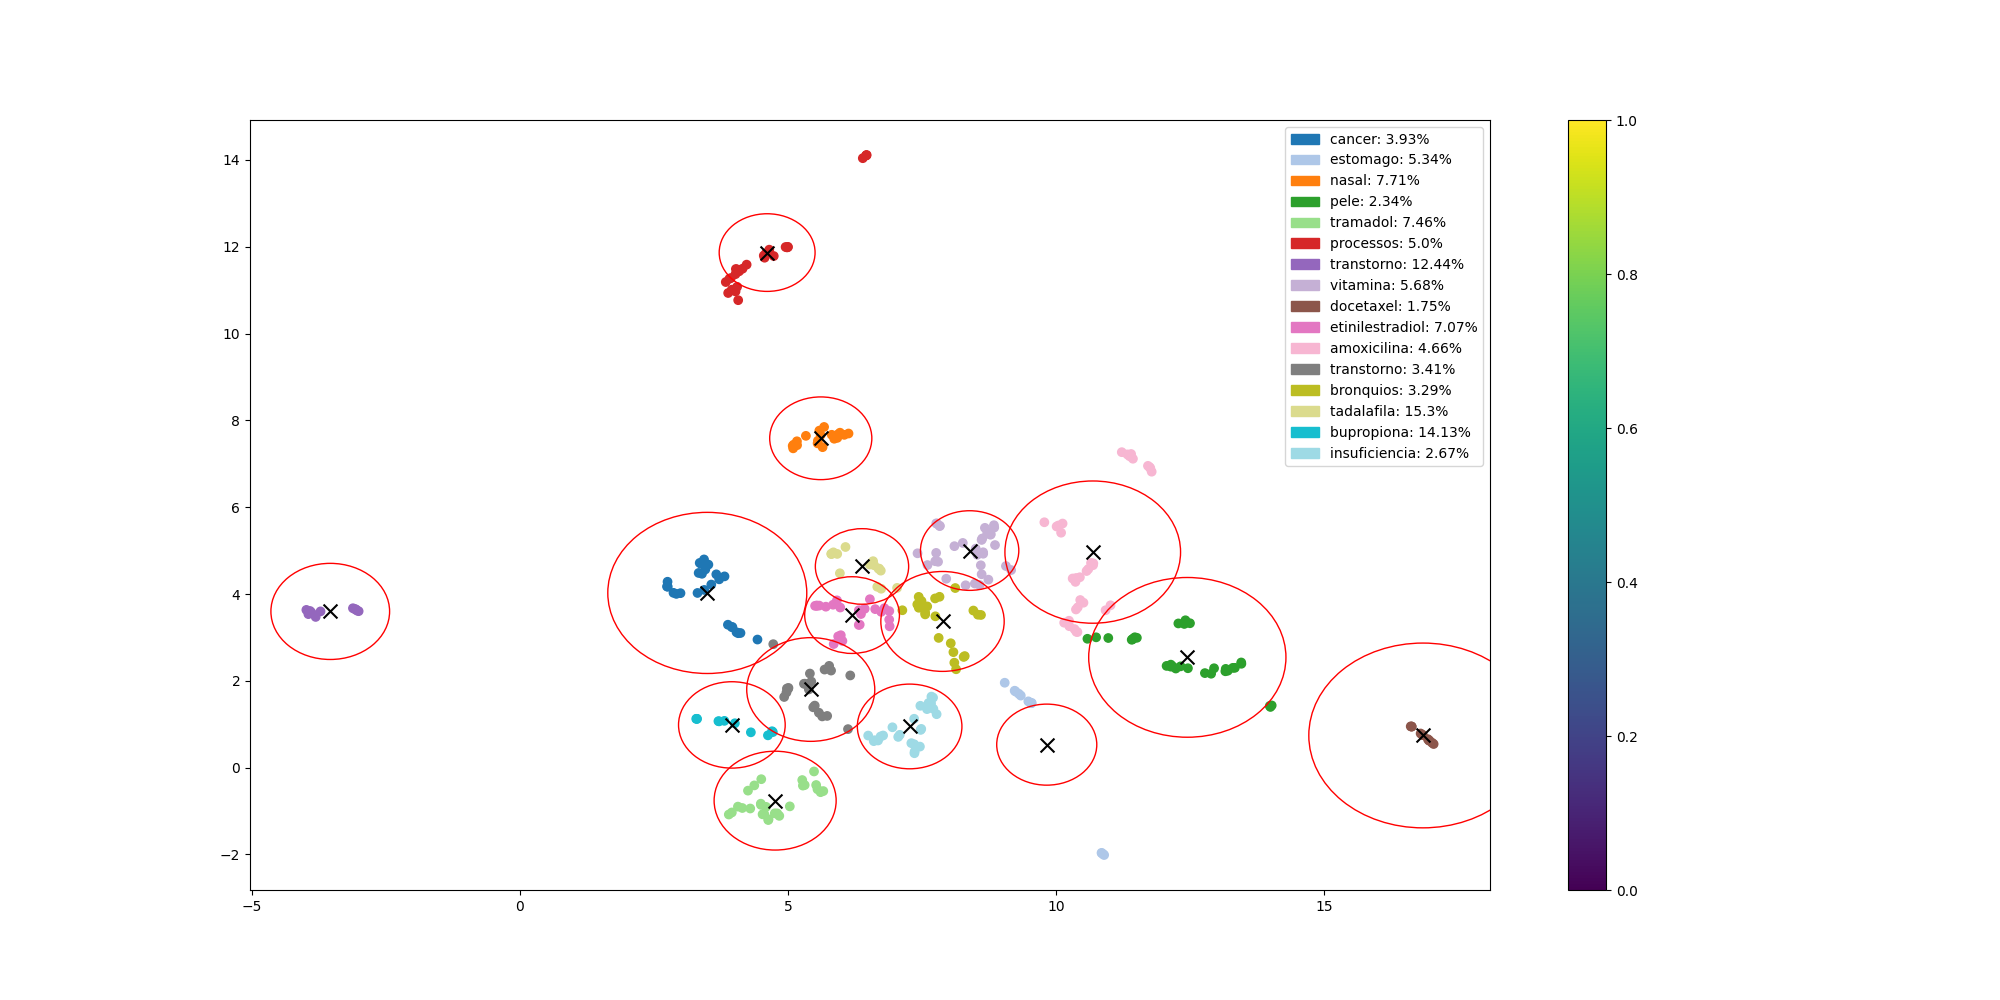 cancer: 3.93%
estomago: 5.34%
nasal: 7.71%
pele: 2.34%
tramadol: 7.46%
processos: 5.0%
transtorno: 12.44%
vitamina: 5.68%
docetaxel: 1.75%
etinilestradiol: 7.07%
amoxicilina: 4.66%
transtorno: 3.41%
bronquios: 3.29%
tadalafila: 15.3%
bupropiona: 14.13%
insuficiencia: 2.67%
14
12
10
8
6
4
2
0
−2
−5 0 5 10 15
1.0
0.8
0.6
0.4
0.2
0.0